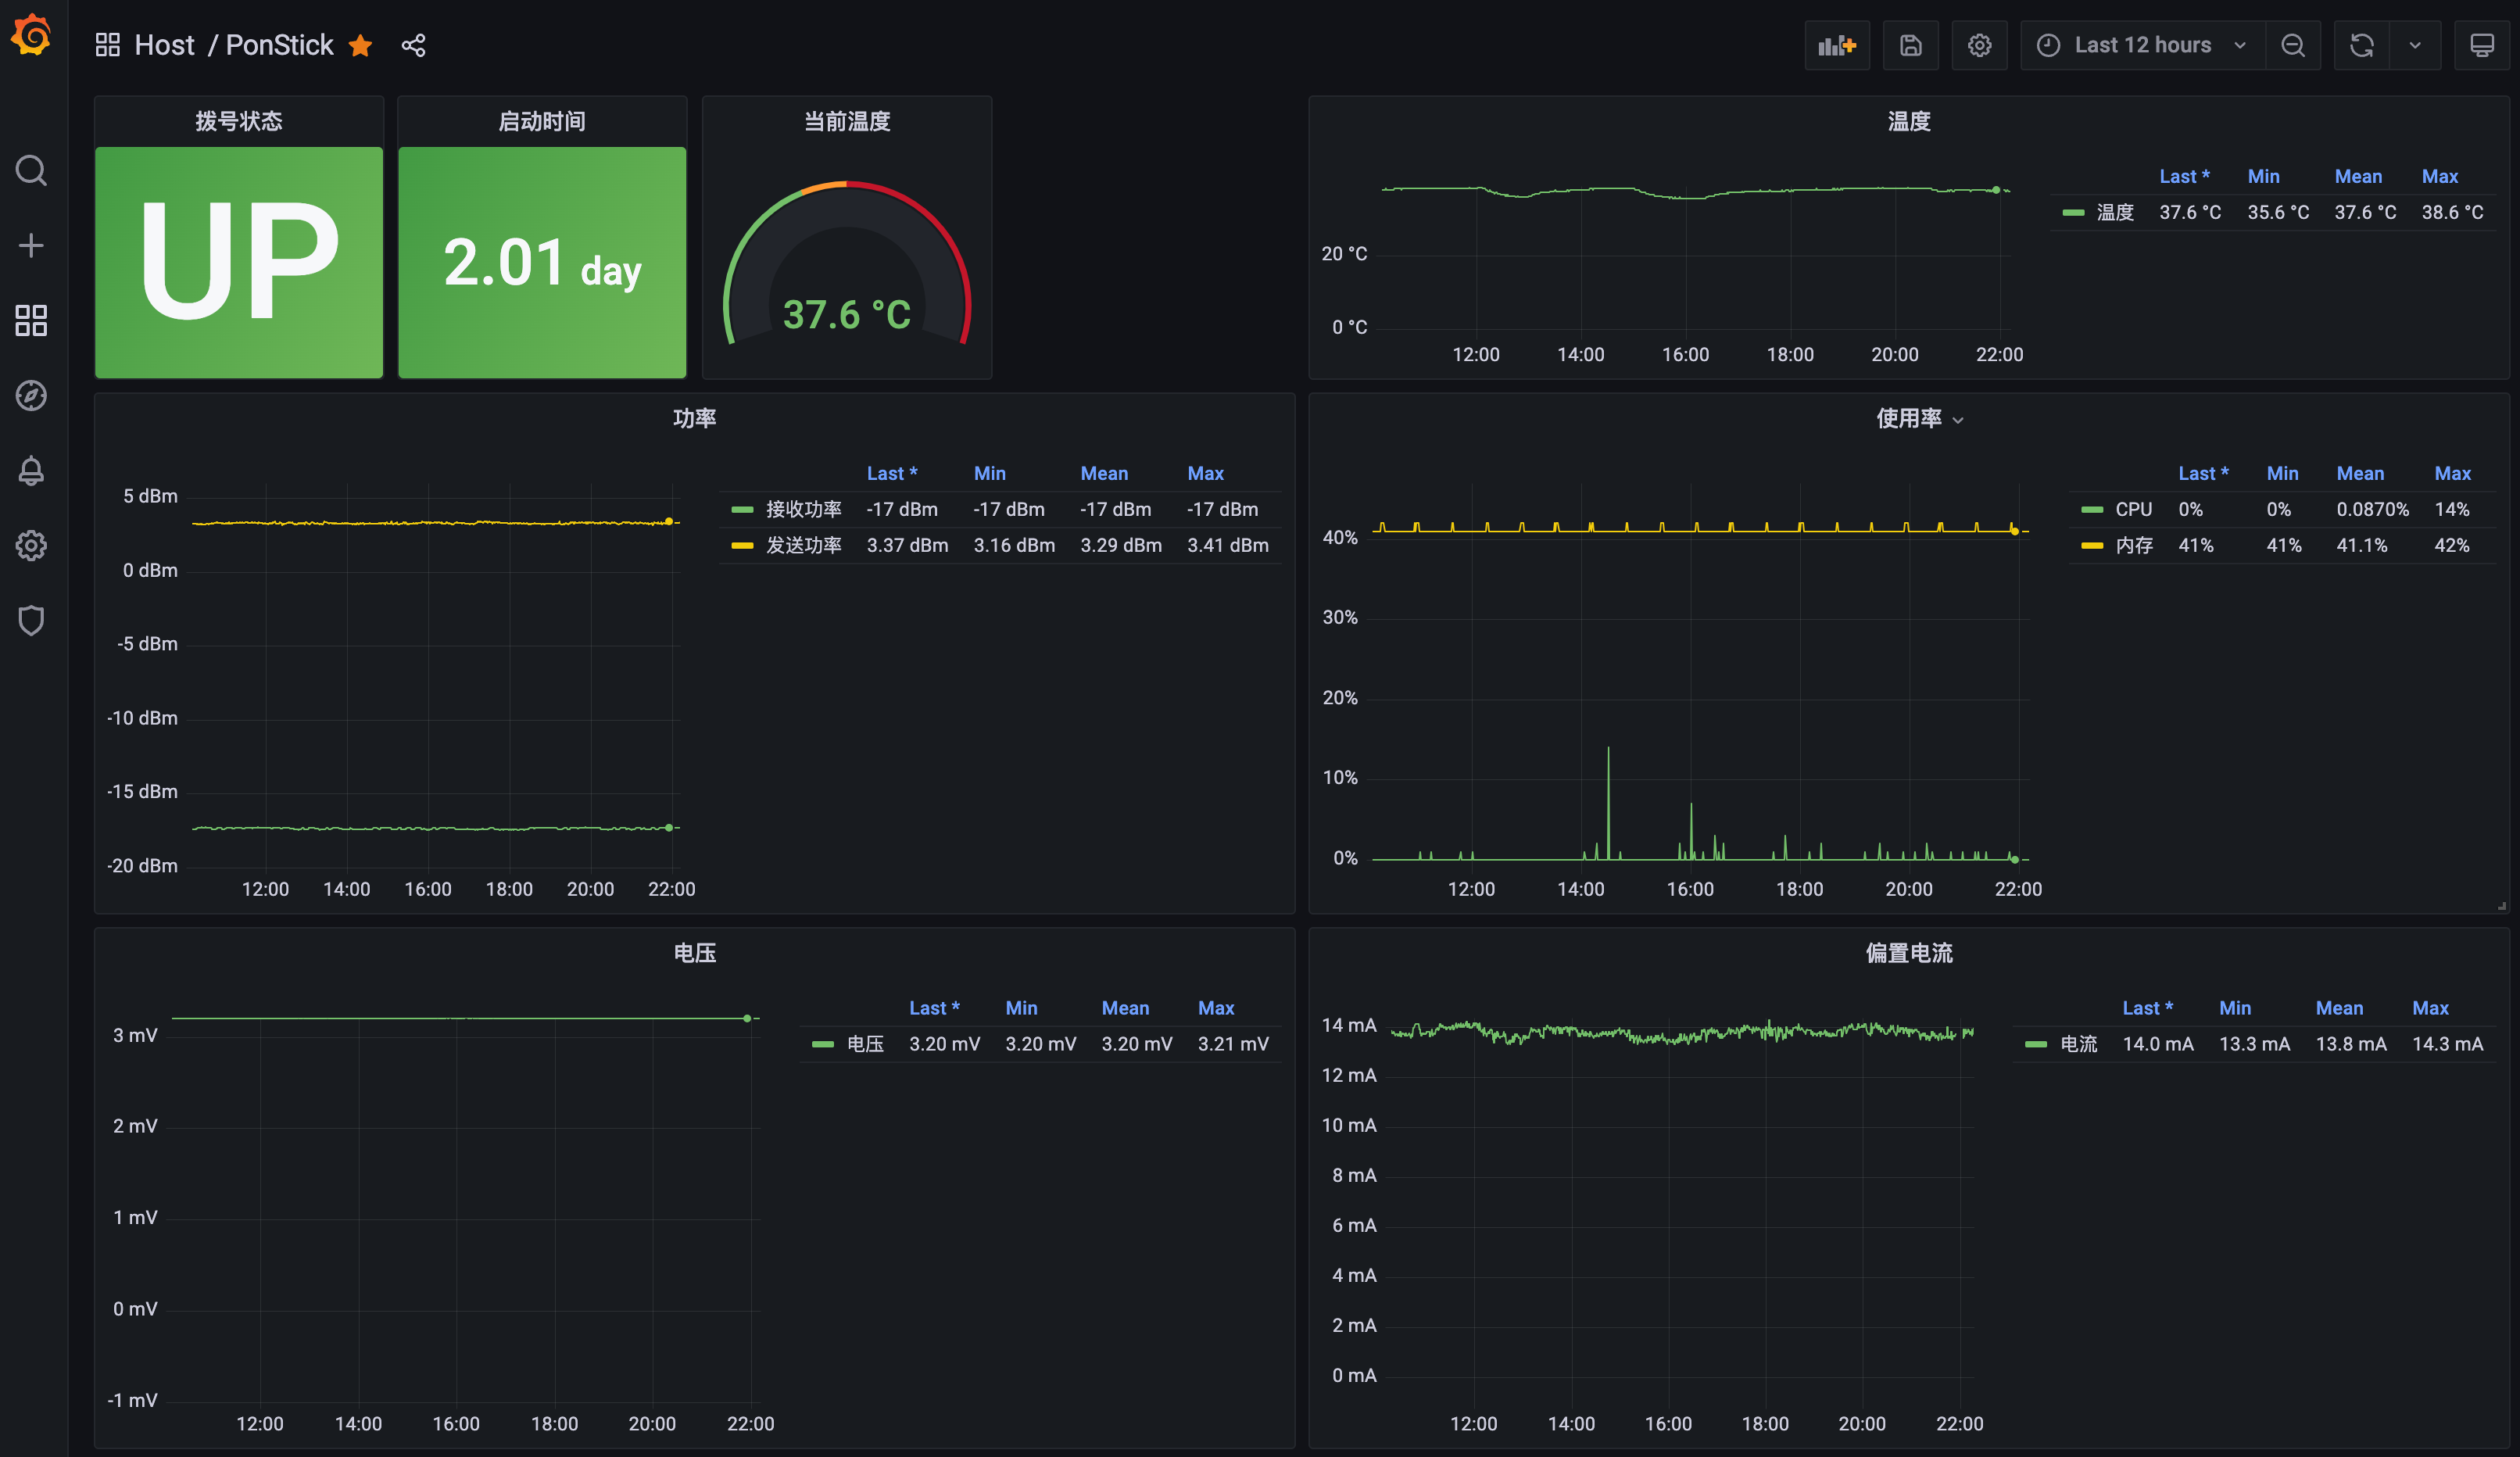 Host / PonStick
Last 12 hours
拨号状态
UP
启动时间
2.01 day
当前温度
37.6 °C
温度
20 °C
0 °C
12:00 14:00 16:00 18:00 20:00 22:00
Last * Min Mean Max
温度 37.6 °C 35.6 °C 37.6 °C 38.6 °C
功率
5 dBm
0 dBm
-5 dBm
-10 dBm
-15 dBm
-20 dBm
12:00 14:00 16:00 18:00 20:00 22:00
Last * Min Mean Max
接收功率 -17 dBm -17 dBm -17 dBm -17 dBm
发送功率 3.37 dBm 3.16 dBm 3.29 dBm 3.41 dBm
使用率
40%
30%
20%
10%
0%
12:00 14:00 16:00 18:00 20:00 22:00
Last * Min Mean Max
CPU 0% 0% 0.0870% 14%
内存 41% 41% 41.1% 42%
电压
3 mV
2 mV
1 mV
0 mV
-1 mV
12:00 14:00 16:00 18:00 20:00 22:00
Last * Min Mean Max
电压 3.20 mV 3.20 mV 3.20 mV 3.21 mV
偏置电流
14 mA
12 mA
10 mA
8 mA
6 mA
4 mA
2 mA
0 mA
12:00 14:00 16:00 18:00 20:00 22:00
Last * Min Mean Max
电流 14.0 mA 13.3 mA 13.8 mA 14.3 mA